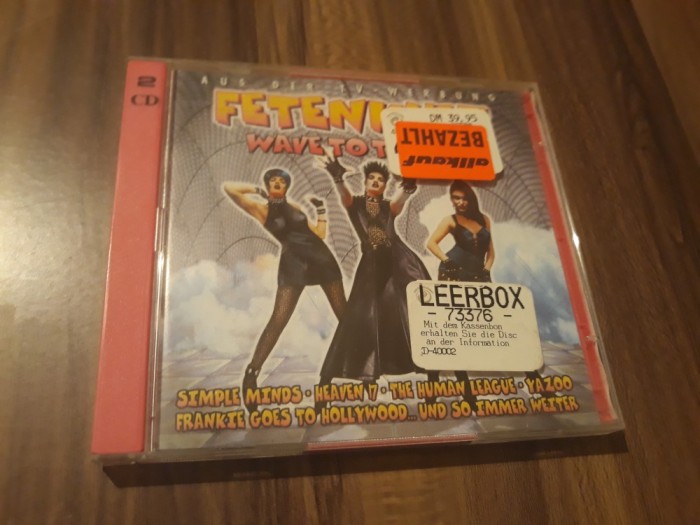 2
CD
AUS DER TV WERBUNG
WAVE TO
DM 39,95
BEZAHLT
allkauf
LEERBOX
- 73376 -
Mit dem Kassenbon
erhalten Sie die Disc
an der Information
CD-40002
SIMPLE MINDS · HEAVEN 17 · THE HUMAN LEAGUE · YAZOO
FRANKIE GOES TO HOLLYWOOD... UND SO IMMER WEITER